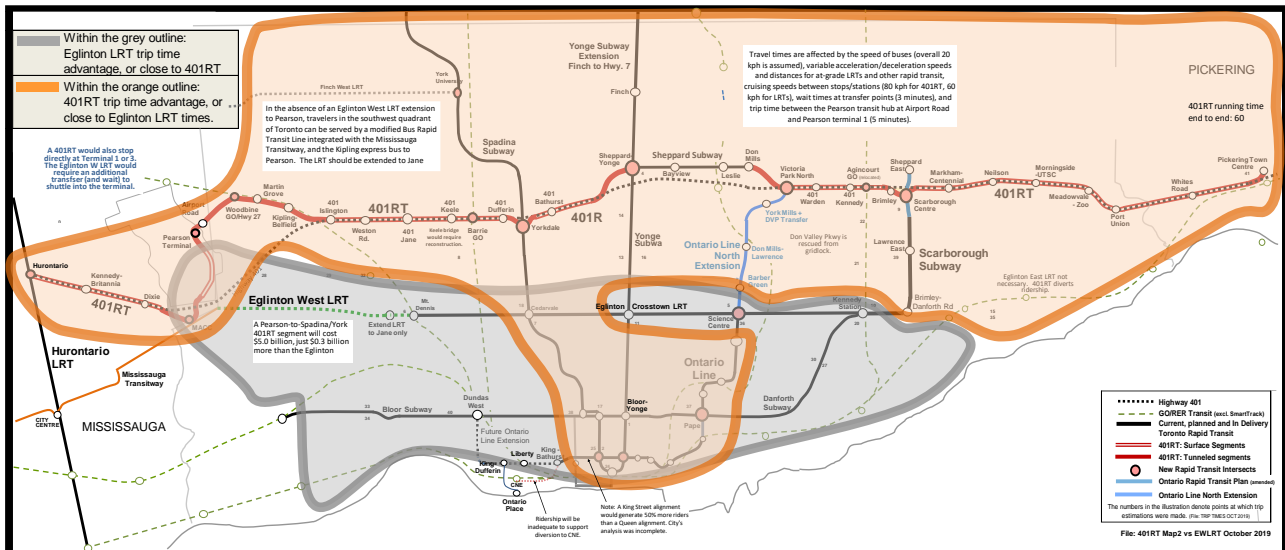 Within the grey outline:
Eglinton LRT trip time
advantage, or close to 401RT
Within the orange outline:
401RT trip time advantage, or
close to Eglinton LRT times.
A 401RT would also stop
directly at Terminal 1 or 3.
The Eglinton W LRT would
require an additional
transfer (and wait) to
shuttle into the terminal.
Finch West LRT
York
University
In the absence of an Eglinton West LRT extension
to Pearson, travelers in the southwest quadrant
of Toronto can be served by a modified Bus Rapid
Transit Line integrated with the Mississauga
Transitway, and the Kipling express bus to
Pearson. The LRT should be extended to Jane
Spadina
Subway
Yonge Subway
Extension
Finch to Hwy. 7
Finch
Travel times are affected by the speed of buses (overall 20
kph is assumed), variable acceleration/deceleration speeds
and distances for at-grade LRTs and other rapid transit,
cruising speeds between stops/stations (80 kph for 401RT, 60
kph for LRTs), wait times at transfer points (3 minutes), and
trip time between the Pearson transit hub at Airport Road
and Pearson terminal 1 (5 minutes).
PICKERING
401RT running time
end to end: 60
Hurontario
Kennedy-
Britannia
401RT
Dixie
Pearson
Terminal
Airport
Road
Woodbine
GO/Hwy 27
Martin
Grove
Kipling-
Belfield
401
Islington
401RT
Weston
Rd.
401
Jane
401
Keele
Keele bridge
would require
reconstruction.
Barrie
GO
401
Dufferin
Yorkdale
401
Bathurst
401R
Sheppard
Yonge
Sheppard Subway
Bayview
Leslie
Don
Mills
Victoria
Park North
401
Warden
Agincourt
GO
401
Kennedy
Brimley
Sheppard
East
Scarborough
Centre
Markham-
Centennial
Neilson
401RT
Morningside
-UTSC
Meadowvale
- Zoo
Port
Union
Whites
Road
Pickering Town
Centre
York Mills +
DVP Transfer
Don Mills-
Lawrence
Ontario Line
North
Extension
Barber
Green
Don Valley Pkwy is
rescued from
gridlock.
Lawrence
East
Scarborough
Subway
Brimley-
Danforth Rd
Eglinton East LRT not
necessary. 401RT diverts
ridership.
Yonge
Subwa
Eglinton West LRT
Mt.
Dennis
Extend LRT
to Jane only
Cedarvale
Eglinton
Crosstown LRT
Science
Centre
Kennedy
Station
A Pearson-to-Spadina/York
401RT segment will cost
$5.0 billion, just $0.3 billion
more than the Eglinton
Hurontario
LRT
Mississauga
Transitway
CITY
CENTRE
MISSISSAUGA
Bloor Subway
Dundas
West
Future Ontario
Line Extension
Bloor-
Yonge
Ontario
Line
Pape
Danforth
Subway
King-
Dufferin
Liberty
King-
Bathurst
CNE
Ontario
Place
Ridership will be
inadequate to support
diversion to CNE.
Note: A King Street alignment
would generate 50% more riders
than a Queen alignment. City's
analysis was incomplete.
Highway 401
GO/RER Transit (excl. SmartTrack)
Current, planned and In Delivery
Toronto Rapid Transit
401RT: Surface Segments
401RT: Tunneled segments
New Rapid Transit Intersects
Ontario Rapid Transit Plan (amended)
Ontario Line North Extension
The numbers in the illustration denote points at which trip
estimations were made. (File: TRIP TIMES OCT 2019)
File: 401RT Map2 vs EWLRT October 2019